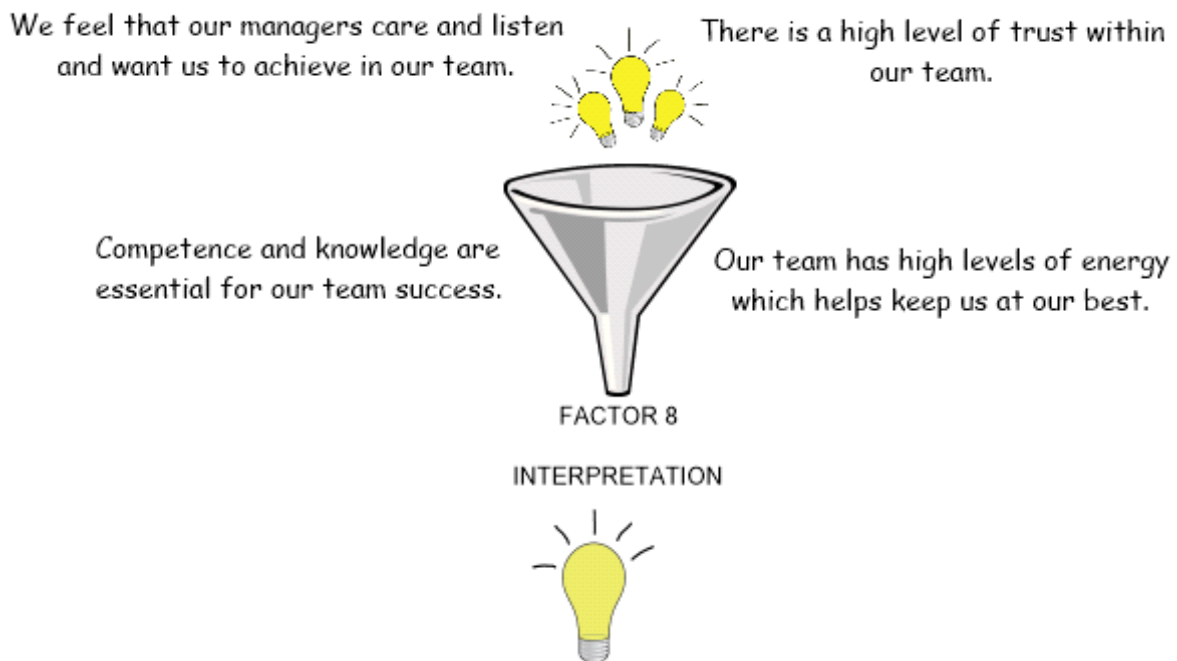 We feel that our managers care and listen
and want us to achieve in our team.
There is a high level of trust within
our team.
Competence and knowledge are
essential for our team success.
Our team has high levels of energy
which helps keep us at our best.
FACTOR 8
INTERPRETATION